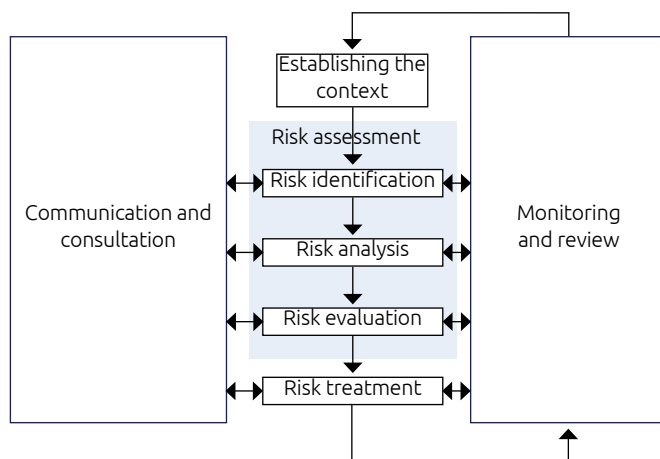 Establishing the
context
Risk assessment
Risk identification
Communication and
consultation
Monitoring
and review
Risk analysis
Risk evaluation
Risk treatment